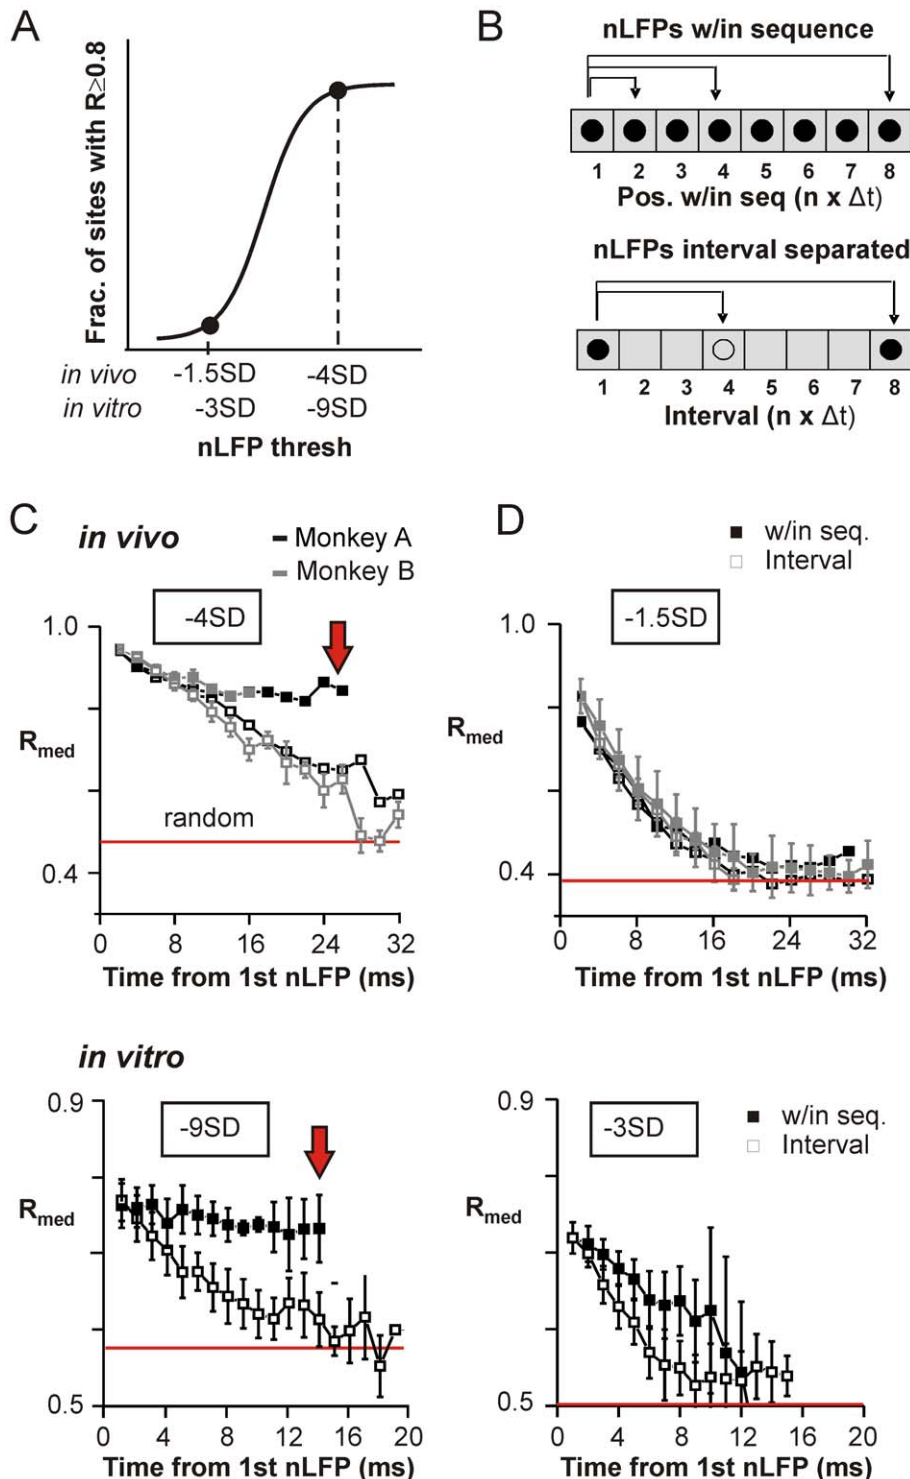 A
Frac. of sites with R≥0.8
in vivo -1.5SD -4SD
in vitro -3SD -9SD
nLFP thresh
B
nLFPs w/in sequence
1 2 3 4 5 6 7 8
Pos. w/in seq (n x Δt)
nLFPs interval separated
1 2 3 4 5 6 7 8
Interval (n x Δt)
C
in vivo
Monkey A
Monkey B
-4SD
1.0
Rmed
random
0.4
0 8 16 24 32
Time from 1st nLFP (ms)
D
w/in seq.
Interval
-1.5SD
1.0
Rmed
0.4
0 8 16 24 32
Time from 1st nLFP (ms)
in vitro
-9SD
0.9
Rmed
0.5
0 4 8 12 16 20
Time from 1st nLFP (ms)
w/in seq.
Interval
-3SD
0.9
Rmed
0.5
0 4 8 12 16 20
Time from 1st nLFP (ms)